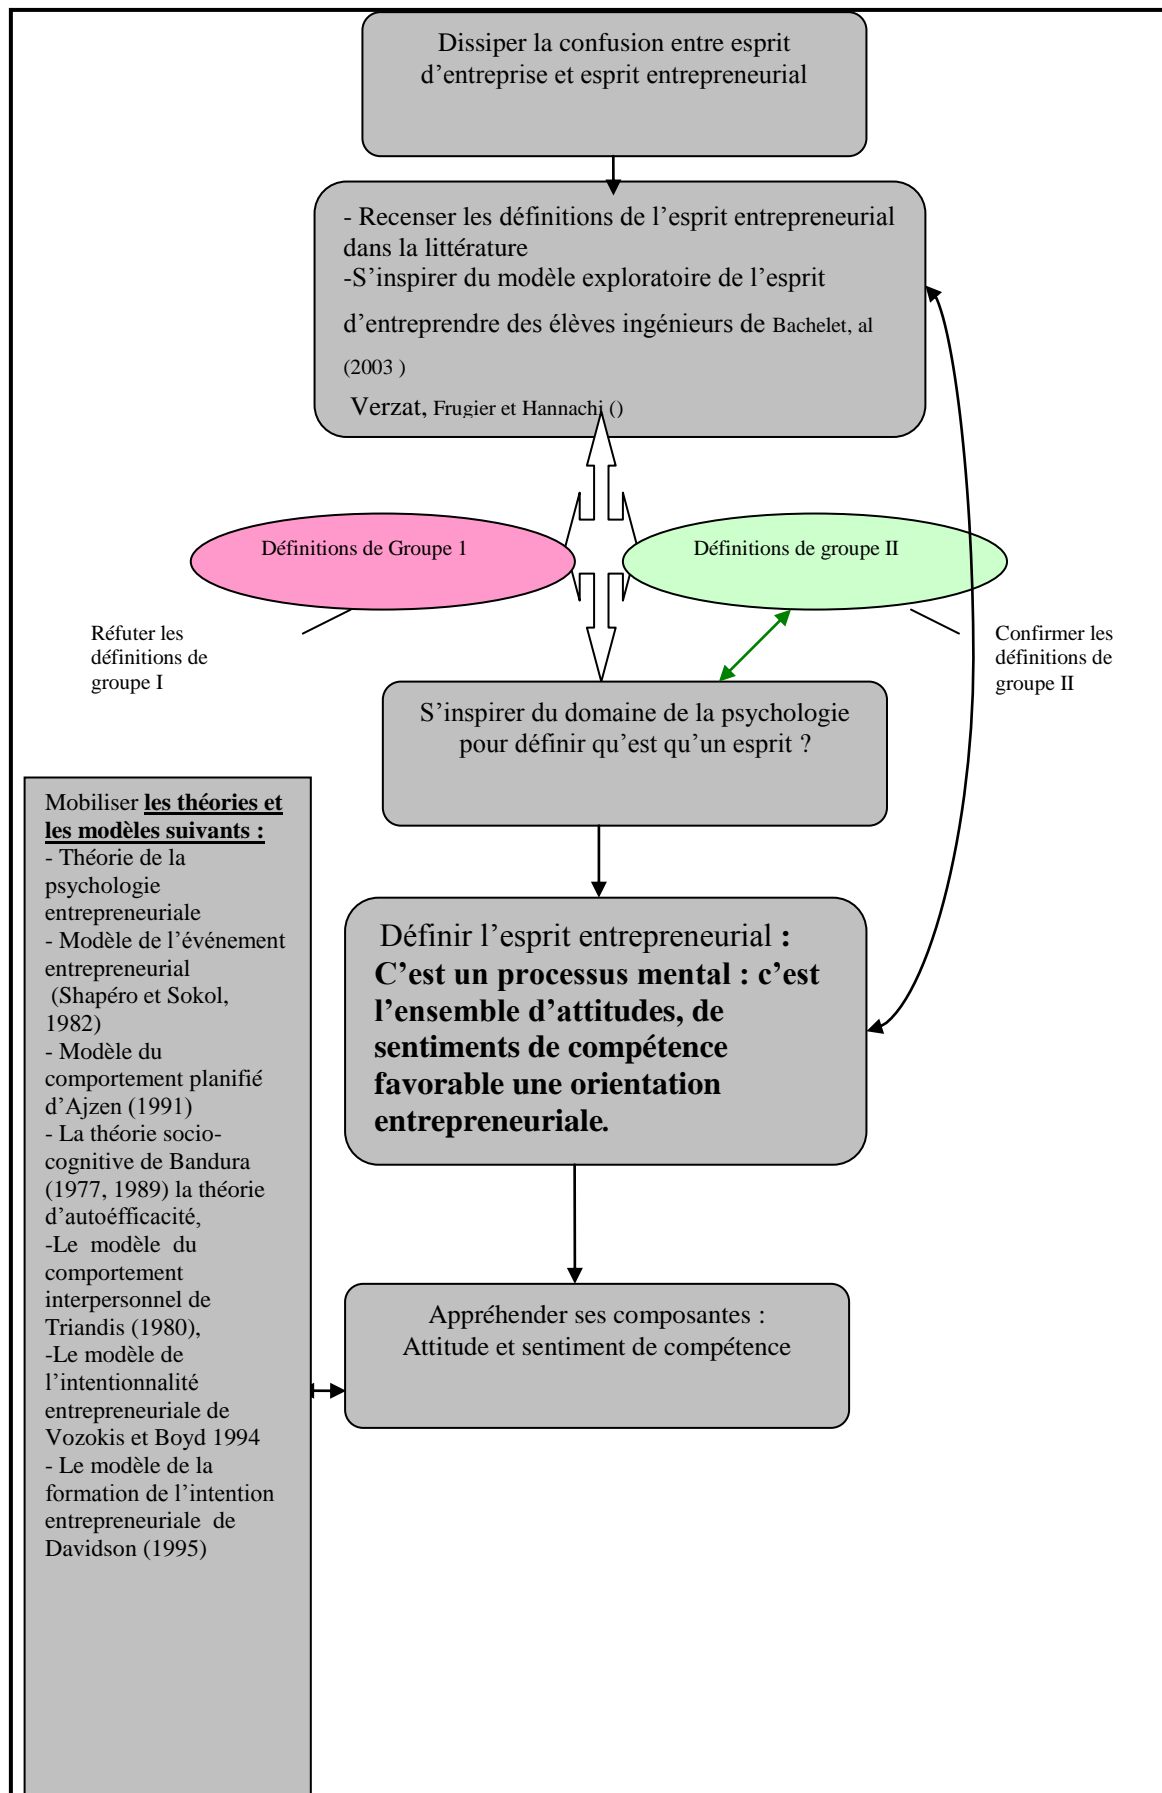 Dissiper la confusion entre esprit
d’entreprise et esprit entrepreneurial
- Recenser les définitions de l’esprit entrepreneurial
dans la littérature
-S’inspirer du modèle exploratoire de l’esprit
d’entreprendre des élèves ingénieurs de Bachelet, al
(2003 )
Verzat, Frugier et Hannachi ()
Définitions de Groupe 1
Définitions de groupe II
Réfuter les
définitions de
groupe I
Confirmer les
définitions de
groupe II
S’inspirer du domaine de la psychologie
pour définir qu’est qu’un esprit ?
Mobiliser les théories et
les modèles suivants :
- Théorie de la
psychologie
entrepreneuriale
- Modèle de l’événement
entrepreneurial
(Shapéro et Sokol,
1982)
- Modèle du
comportement planifié
d’Ajzen (1991)
- La théorie socio-
cognitive de Bandura
(1977, 1989) la théorie
d’autoéfficacité,
-Le modèle du
comportement
interpersonnel de
Triandis (1980),
-Le modèle de
l’intentionnalité
entrepreneuriale de
Vozokis et Boyd 1994
- Le modèle de la
formation de l’intention
entrepreneuriale de
Davidson (1995)
Définir l’esprit entrepreneurial :
C’est un processus mental : c’est
l’ensemble d’attitudes, de
sentiments de compétence
favorable une orientation
entrepreneuriale.
Appréhender ses composantes :
Attitude et sentiment de compétence